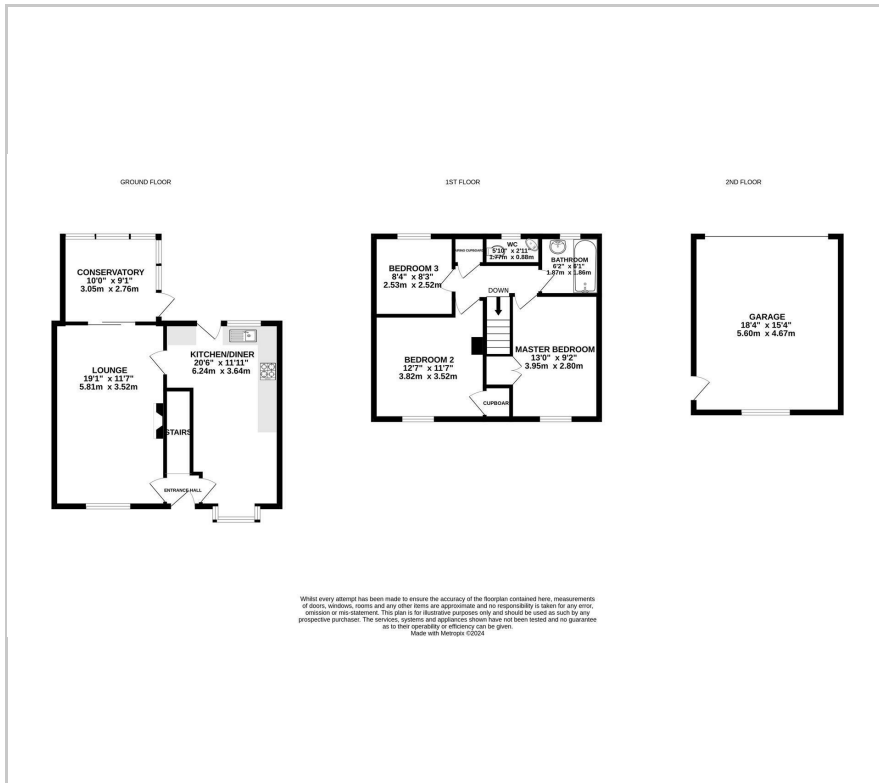 GROUND FLOOR
1ST FLOOR
2ND FLOOR
CONSERVATORY
10'0" x 9'1"
3.05m x 2.76m
LOUNGE
19'1" x 11'7"
5.81m x 3.52m
KITCHEN/DINER
20'6" x 11'11"
6.24m x 3.64m
STAIRS
ENTRANCE HALL
BEDROOM 3
8'4" x 8'3"
2.53m x 2.52m
CUPBOARD
WC
5'10" x 2'11"
1.77m x 0.88m
BATHROOM
6'2" x 6'1"
1.87m x 1.86m
DOWN
BEDROOM 2
12'7" x 11'7"
3.82m x 3.52m
MASTER BEDROOM
13'0" x 9'2"
3.95m x 2.80m
CUPBOAR
GARAGE
18'4" x 15'4"
5.60m x 4.67m
Whilst every attempt has been made to ensure the accuracy of the floorplan contained here, measurements
of doors, windows, rooms and any other items are approximate and no responsibility is taken for any error,
omission or mis-statement. This plan is for illustrative purposes only and should be used as such by any
prospective purchaser. The services, systems and appliances shown have not been tested and no guarantee
as to their operability or efficiency can be given.
Made with Metropix ©2024